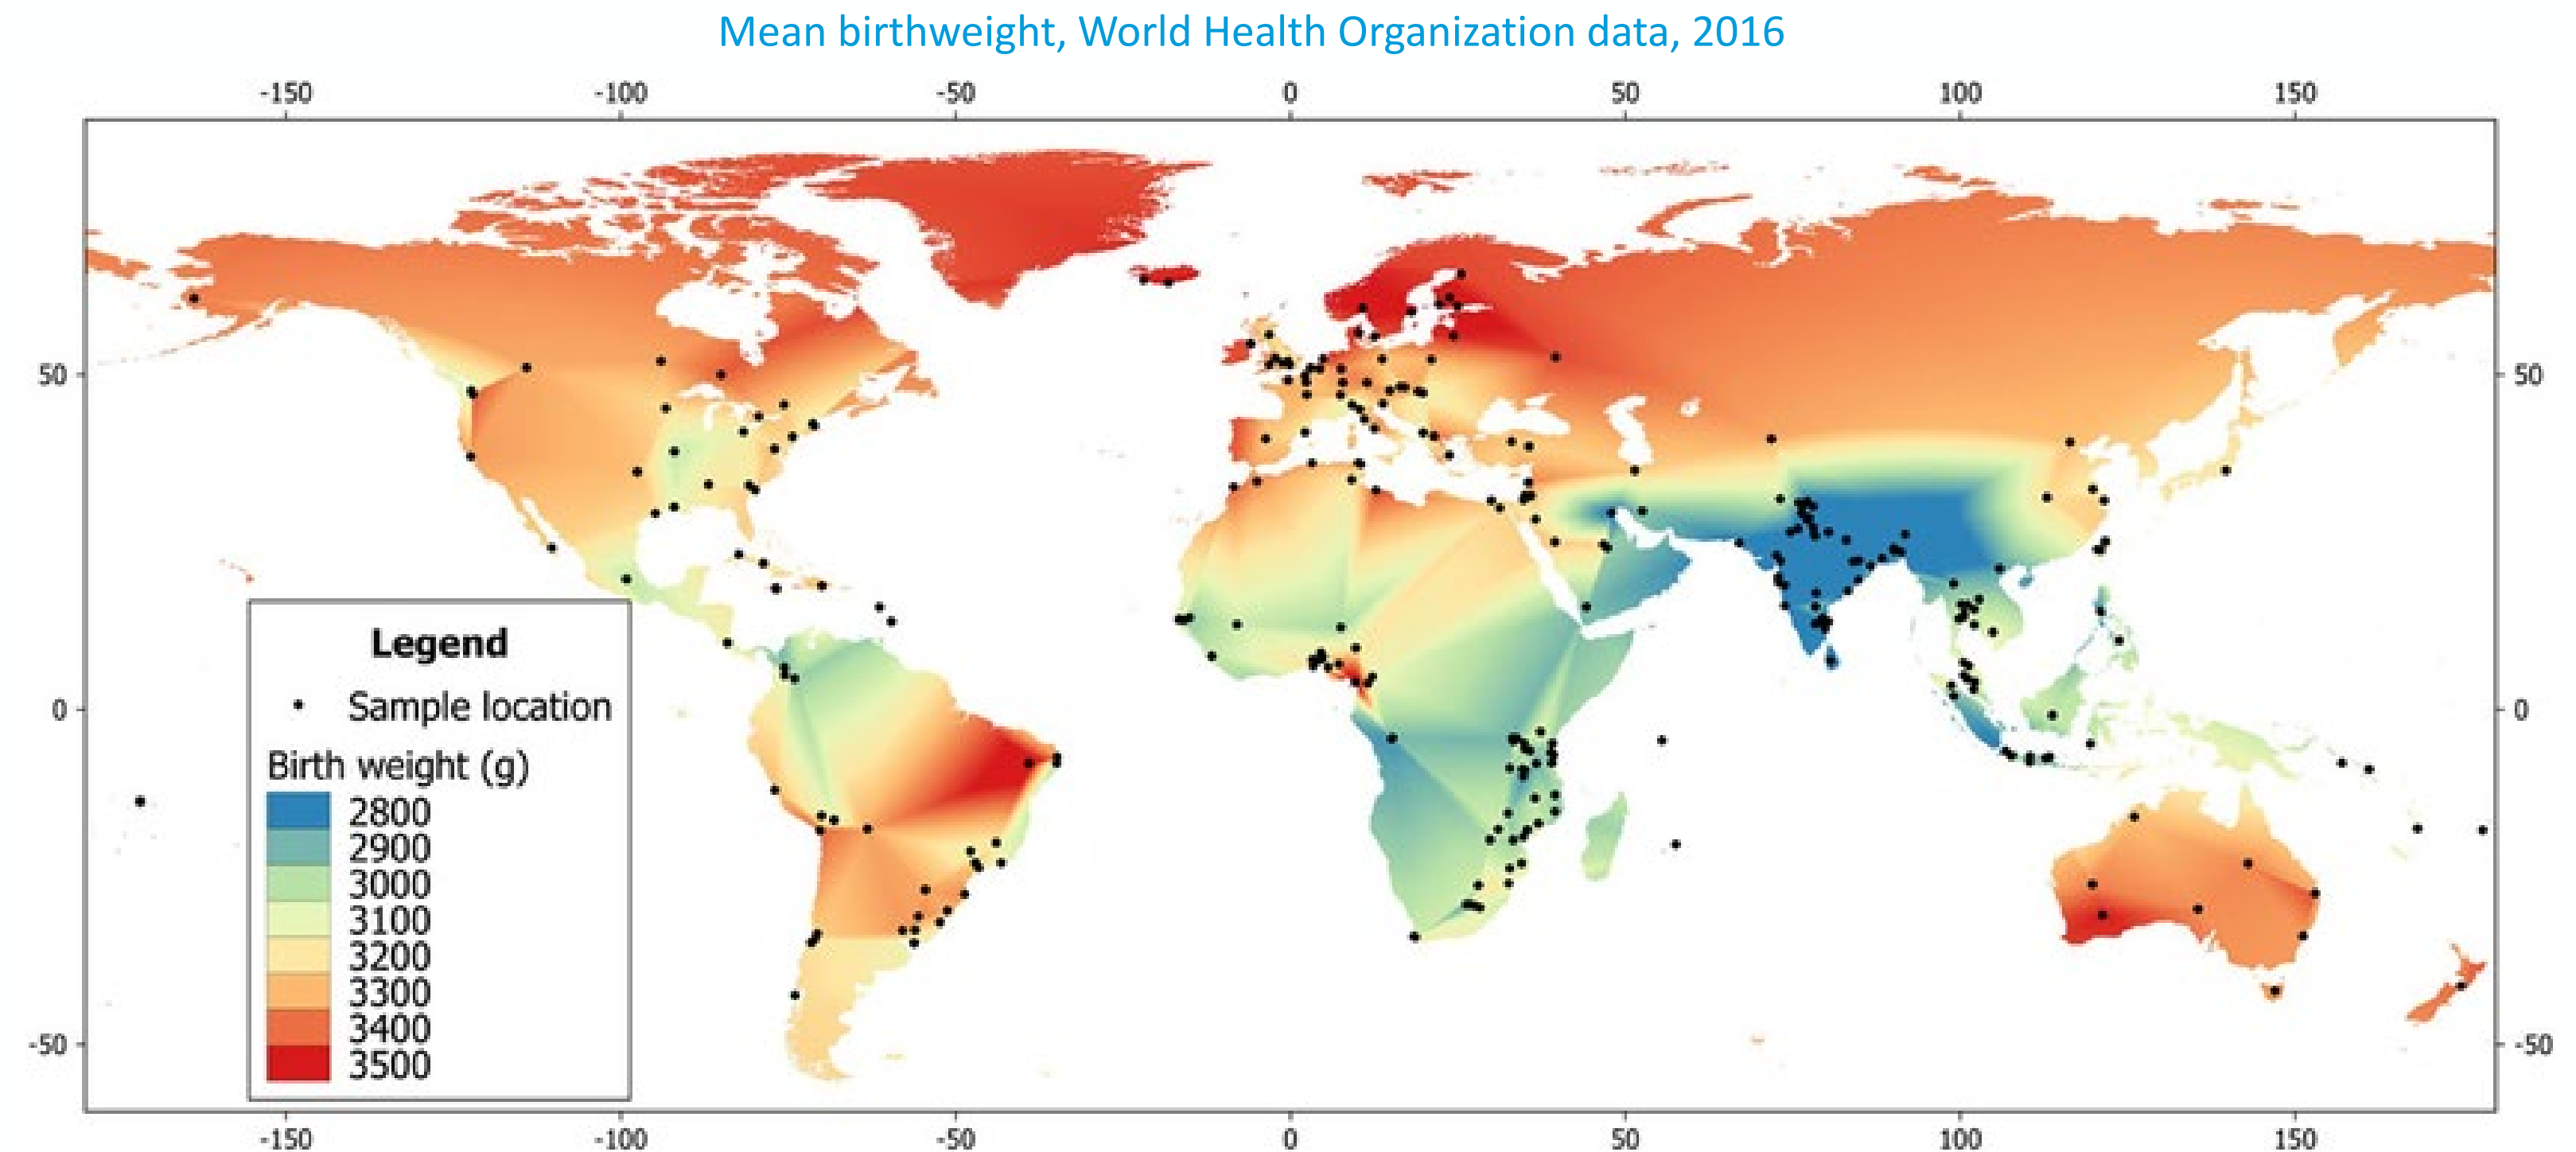 Mean birthweight, World Health Organization data, 2016
-150 -100 -50 0 50 100 150
50 50
0 0
-50 -50
Legend
Sample location
Birth weight (g)
2800
2900
3000
3100
3200
3300
3400
3500
-150 -100 -50 0 50 100 150